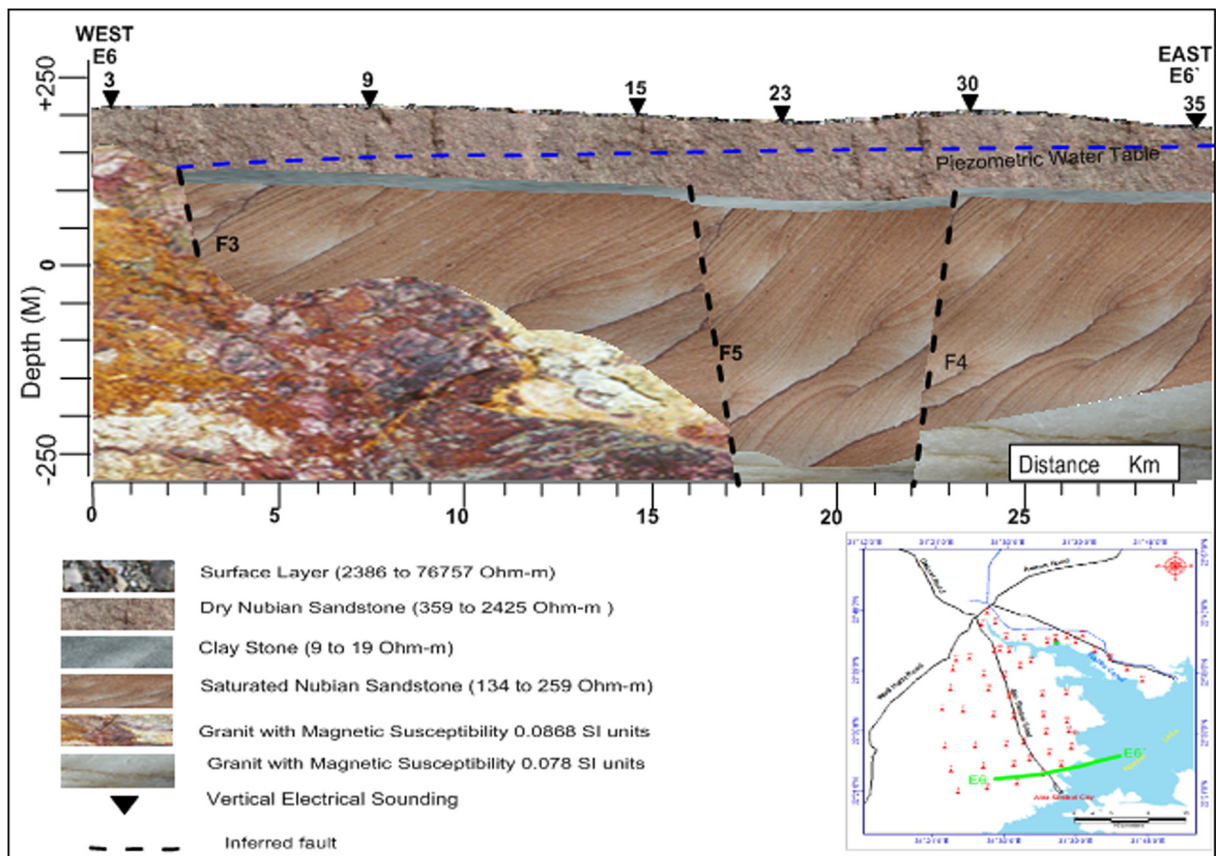 WEST
E6
EAST
E6`
3
9
15
23
30
35
+250
0
-250
Depth (M)
Piezometric Water Table
F3
F5
F4
Distance Km
0
5
10
15
20
25
Surface Layer (2386 to 76757 Ohm-m)
Dry Nubian Sandstone (359 to 2425 Ohm-m )
Clay Stone (9 to 19 Ohm-m)
Saturated Nubian Sandstone (134 to 259 Ohm-m)
Granit with Magnetic Susceptibility 0.0868 SI units
Granit with Magnetic Susceptibility 0.078 SI units
Vertical Electrical Sounding
Inferred fault
E6
E6`